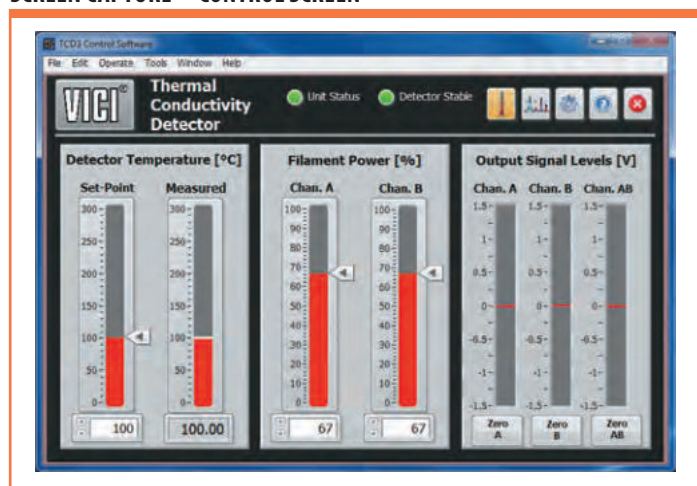 TCD3 Control Software
File Edit Operate Tools Window Help
VICI®
Thermal
Conductivity
Detector
Unit Status
Detector Stable
Detector Temperature [°C]
Set-Point Measured
300- 300-
250- 250-
200- 200-
150- 150-
100- 100-
50- 50-
0- 0-
100 100.00
Filament Power [%]
Chan. A Chan. B
100- 100-
90- 90-
80- 80-
70- 70-
60- 60-
50- 50-
40- 40-
30- 30-
20- 20-
10- 10-
0- 0-
67 67
Output Signal Levels [V]
Chan. A Chan. B Chan. AB
1.5- 1.5- 1.5-
1- 1- 1-
0.5- 0.5- 0.5-
0- 0- 0-
-0.5- -0.5- -0.5-
-1- -1- -1-
-1.5- -1.5- -1.5-
Zero Zero Zero
A B AB